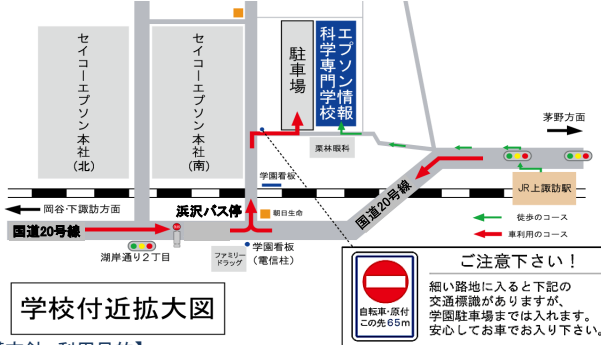 セイコーエプソン本社
(北)
セイコーエプソン本社
(南)
駐車場
エプソン情報
科学専門学校
茅野方面
栗林眼科
学園看板
JR上諏訪駅
国道20号線
岡谷・下諏訪方面
浜沢バス停
朝日生命
徒歩のコース
車利用のコース
国道20号線
湖岸通り2丁目
ファミリー
ドラッグ
学園看板
(電信柱)
学校付近拡大図
自転車・原付
この先65m
ご注意下さい!
細い路地に入ると下記の
交通標識がありますが、
学園駐車場までは入れます。
安心してお車でお入り下さい。